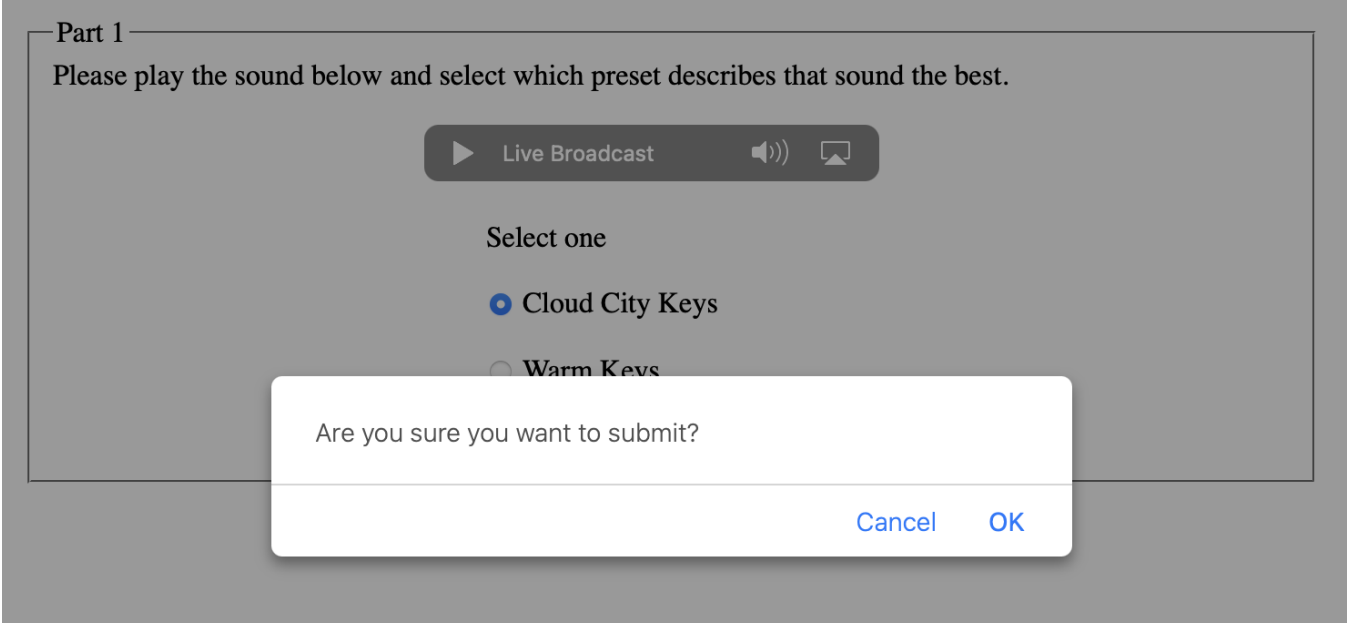 Part 1
Please play the sound below and select which preset describes that sound the best.
Live Broadcast
Select one
Cloud City Keys
Warm Keys
Are you sure you want to submit?
Cancel OK